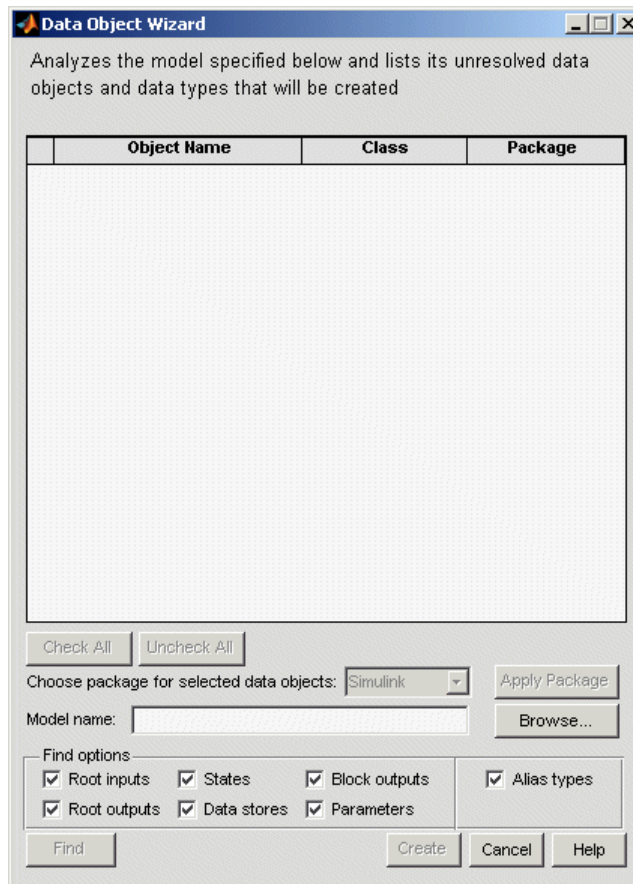 Data Object Wizard
Analyzes the model specified below and lists its unresolved data
objects and data types that will be created
Object Name Class Package
Check All Uncheck All
Choose package for selected data objects: Simulink Apply Package
Model name: Browse...
Find options
Root inputs States Block outputs Alias types
Root outputs Data stores Parameters
Find Create Cancel Help